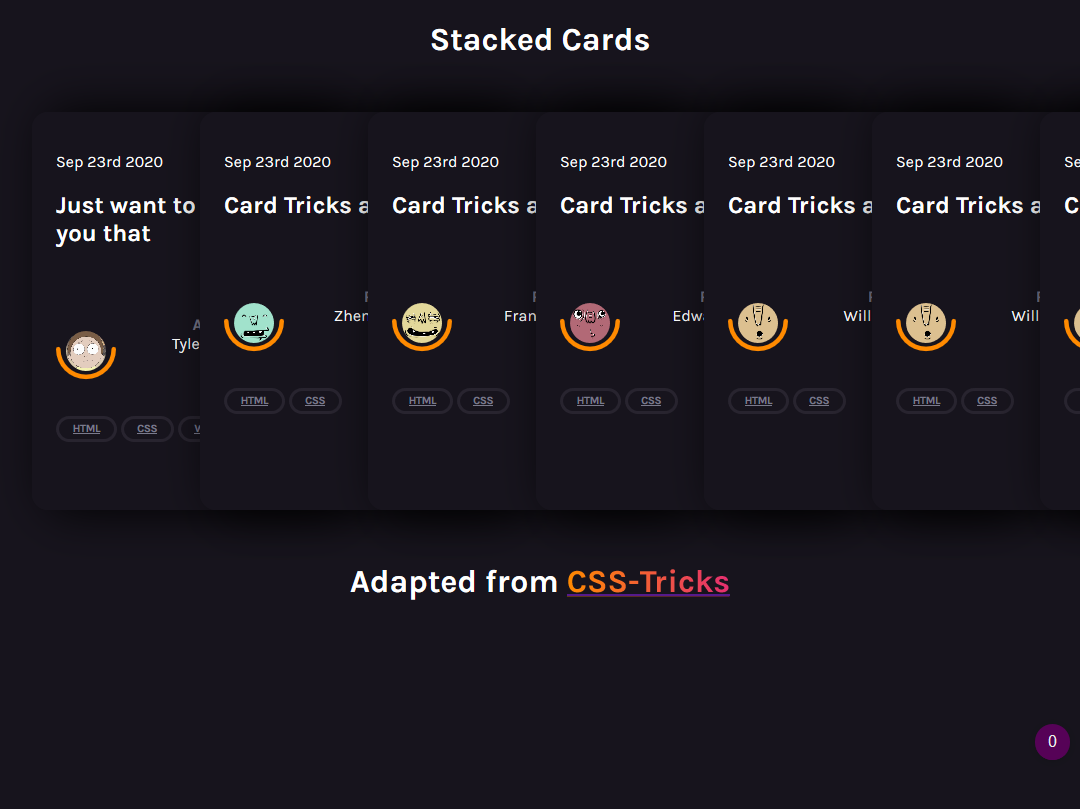 Stacked Cards
Sep 23rd 2020
Just want to
you that
Tyle
HTML CSS
Sep 23rd 2020
Card Tricks a
Zhen
HTML CSS
Sep 23rd 2020
Card Tricks a
Fran
HTML CSS
Sep 23rd 2020
Card Tricks a
Edwa
HTML CSS
Sep 23rd 2020
Card Tricks a
Will
HTML CSS
Sep 23rd 2020
Card Tricks a
Will
HTML CSS
Se
C
Adapted from CSS-Tricks
0